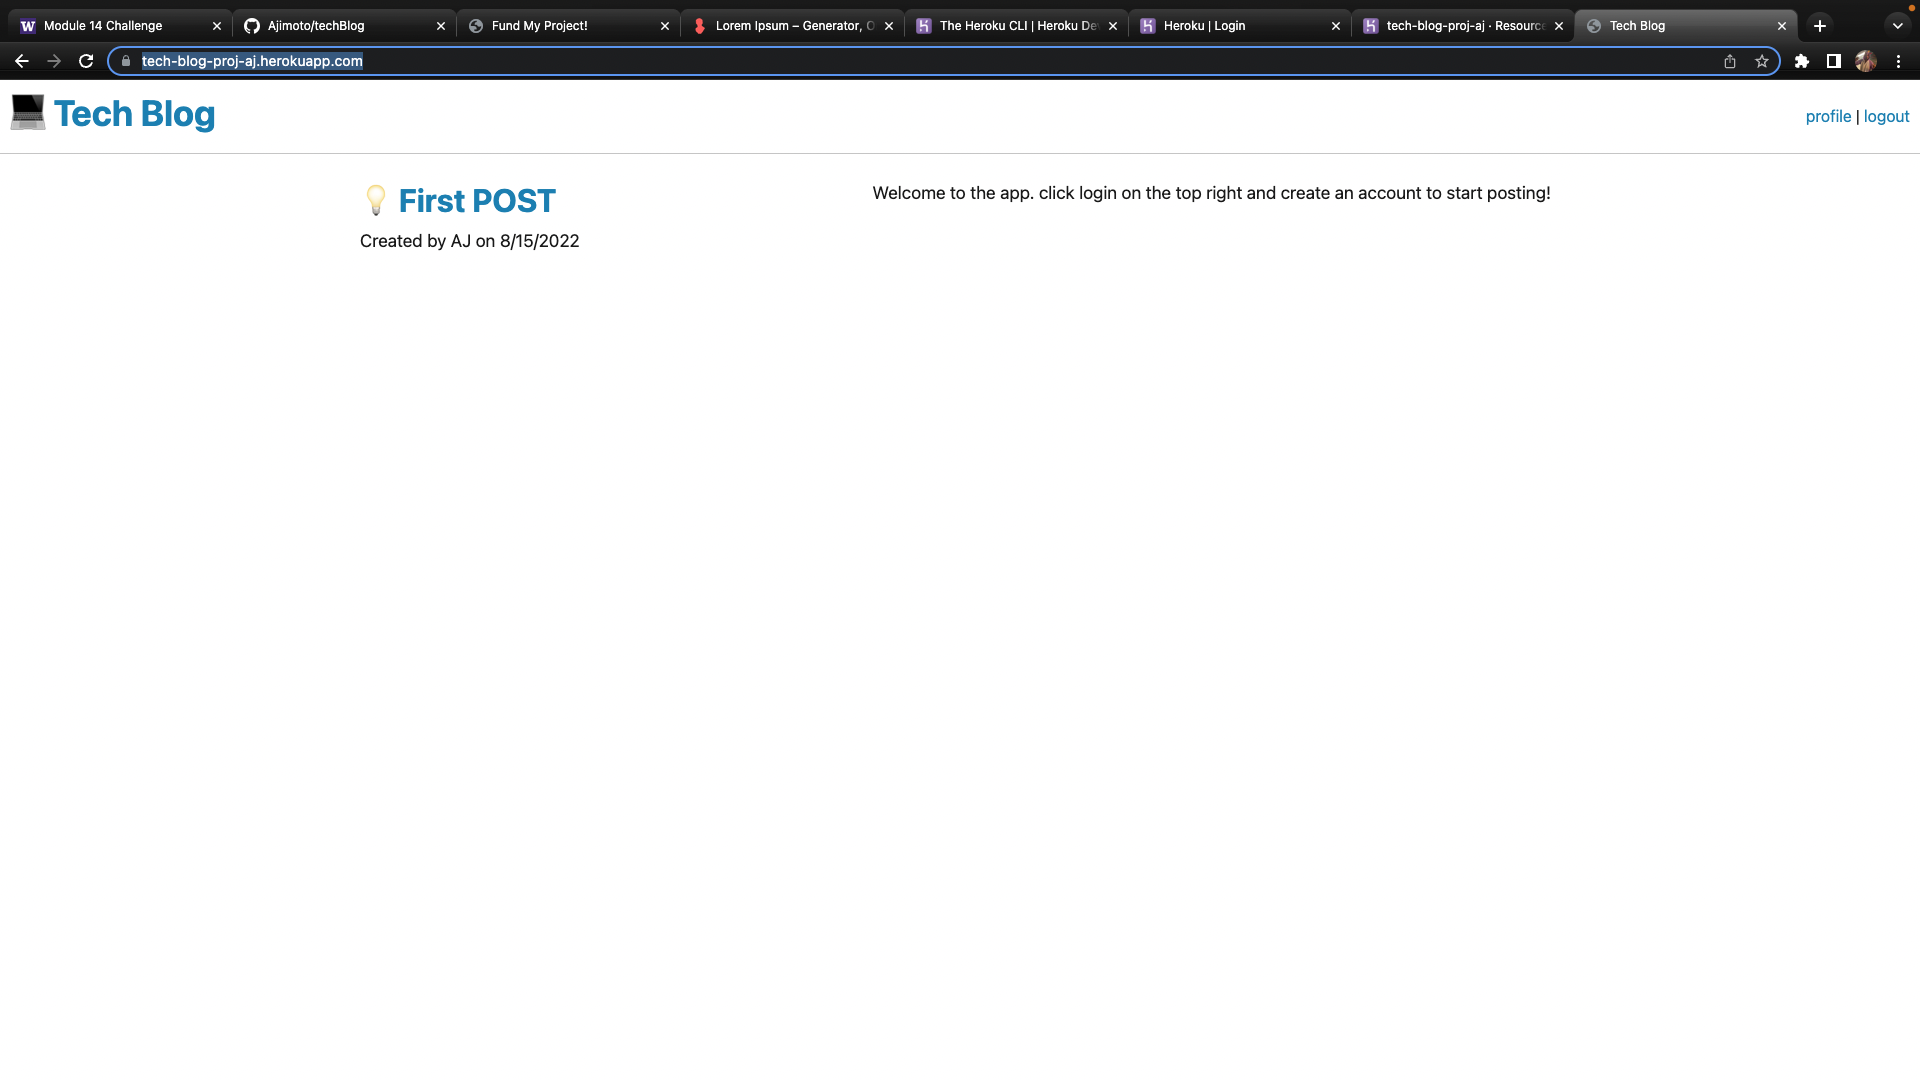 Module 14 Challenge
Ajimoto/techBlog
Fund My Project!
Lorem Ipsum – Generator, O
The Heroku CLI | Heroku De
Heroku | Login
tech-blog-proj-aj · Resource
Tech Blog
tech-blog-proj-aj.herokuapp.com
Tech Blog
profile | logout
First POST
Welcome to the app. click login on the top right and create an account to start posting!
Created by AJ on 8/15/2022